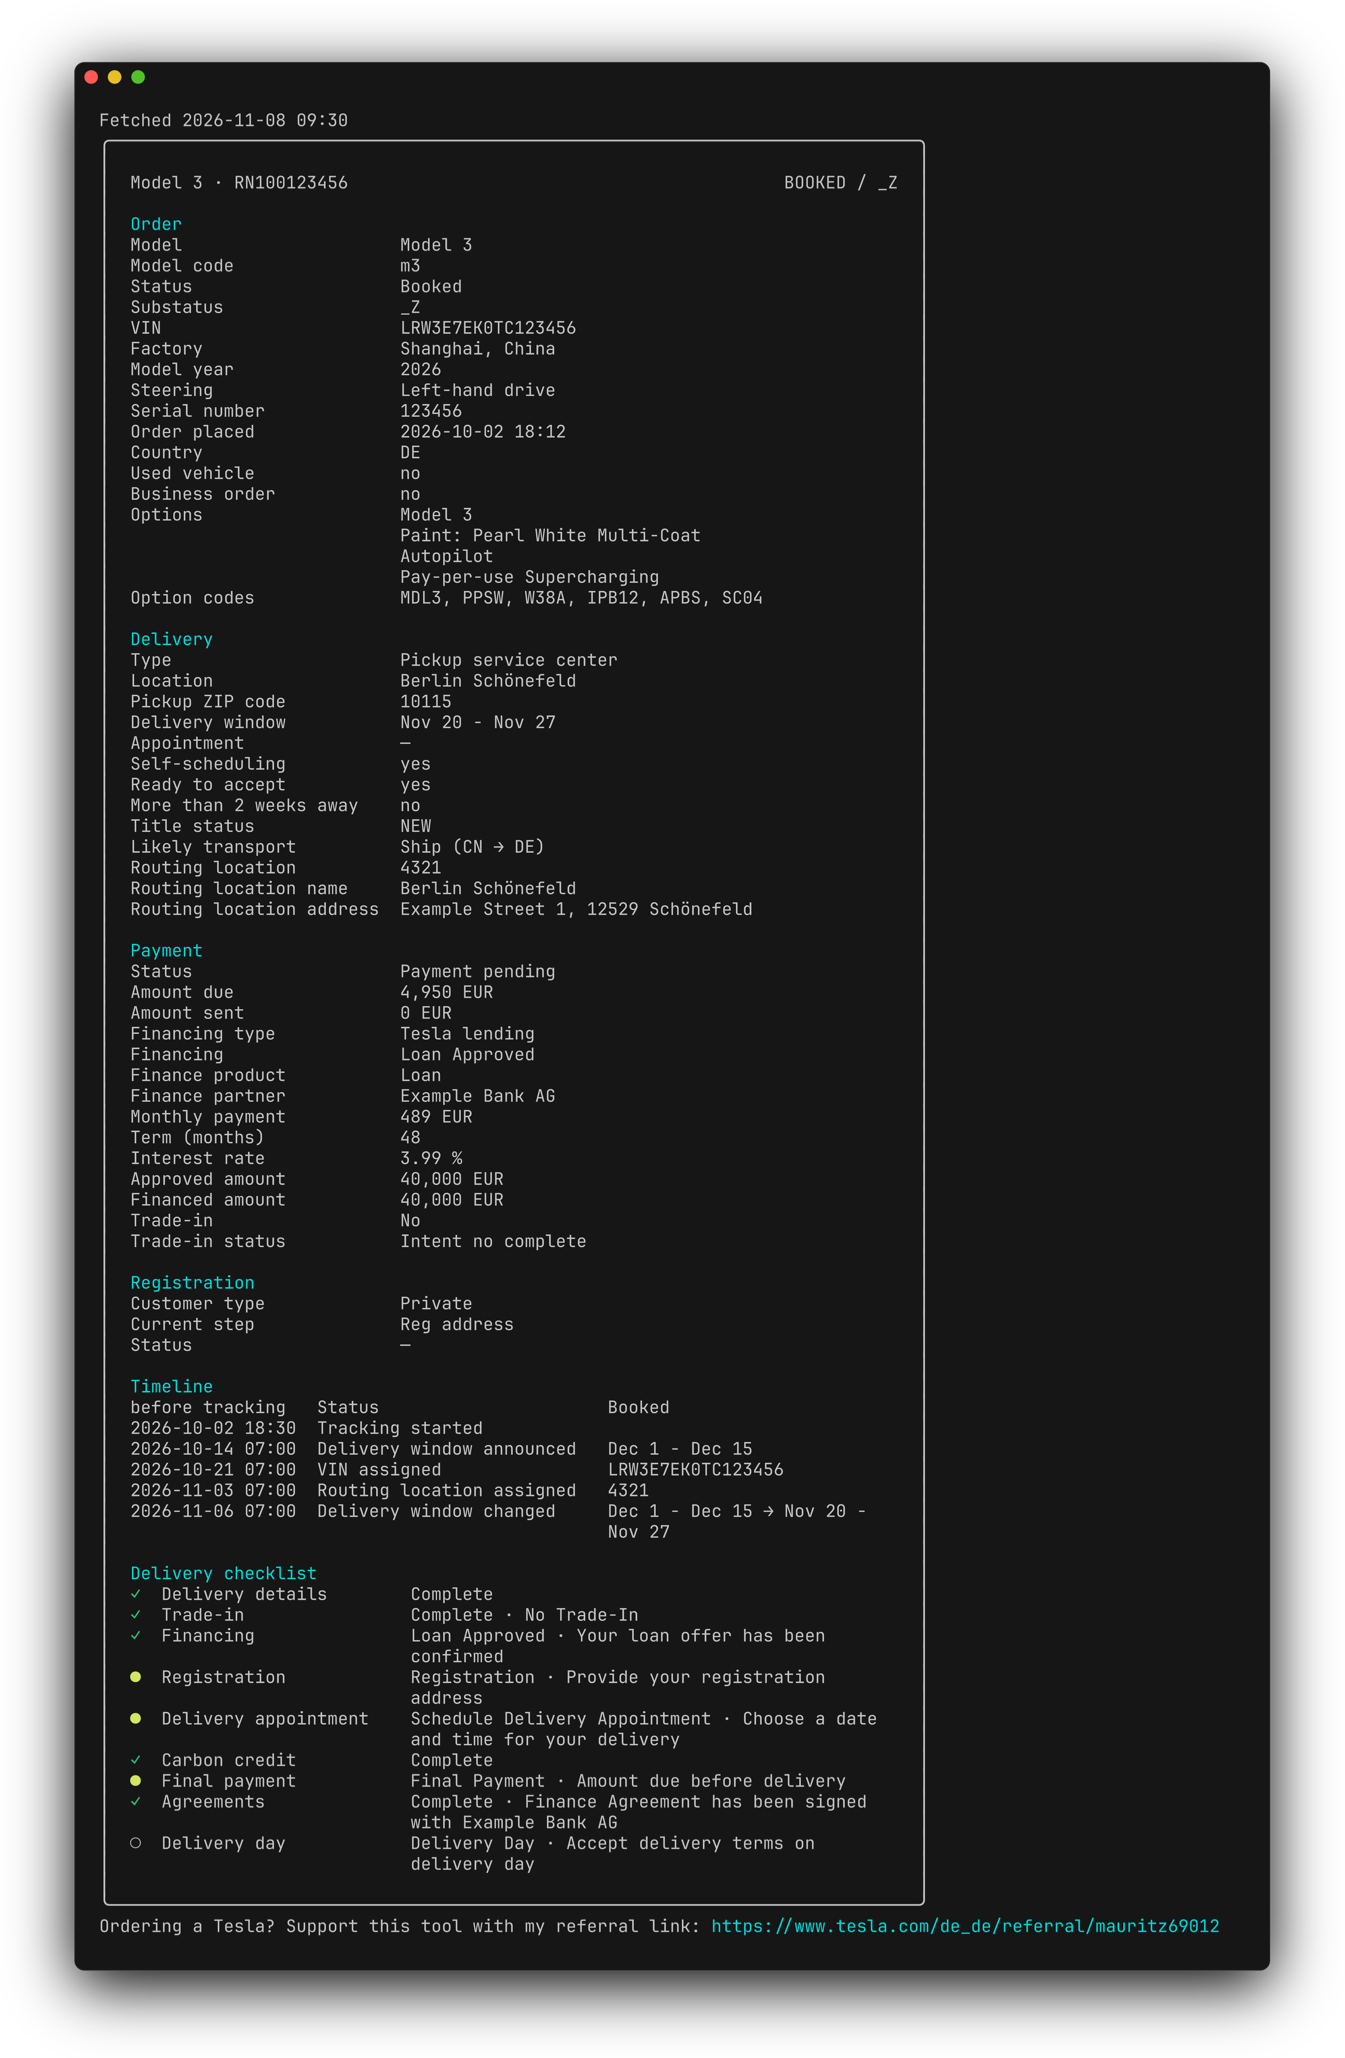 Fetched 2026-11-08 09:30
Model 3 · RN100123456 BOOKED / _Z
Order
Model Model 3
Model code m3
Status Booked
Substatus _Z
VIN LRW3E7EK0TC123456
Factory Shanghai, China
Model year 2026
Steering Left-hand drive
Serial number 123456
Order placed 2026-10-02 18:12
Country DE
Used vehicle no
Business order no
Options Model 3
Paint: Pearl White Multi-Coat
Autopilot
Pay-per-use Supercharging
Option codes MDL3, PPSW, W38A, IPB12, APBS, SC04
Delivery
Type Pickup service center
Location Berlin Schönefeld
Pickup ZIP code 10115
Delivery window Nov 20 - Nov 27
Appointment —
Self-scheduling yes
Ready to accept yes
More than 2 weeks away no
Title status NEW
Likely transport Ship (CN → DE)
Routing location 4321
Routing location name Berlin Schönefeld
Routing location address Example Street 1, 12529 Schönefeld
Payment
Status Payment pending
Amount due 4,950 EUR
Amount sent 0 EUR
Financing type Tesla lending
Financing Loan Approved
Finance product Loan
Finance partner Example Bank AG
Monthly payment 489 EUR
Term (months) 48
Interest rate 3.99 %
Approved amount 40,000 EUR
Financed amount 40,000 EUR
Trade-in No
Trade-in status Intent no complete
Registration
Customer type Private
Current step Reg address
Status —
Timeline
before tracking Status Booked
2026-10-02 18:30 Tracking started
2026-10-14 07:00 Delivery window announced Dec 1 - Dec 15
2026-10-21 07:00 VIN assigned LRW3E7EK0TC123456
2026-11-03 07:00 Routing location assigned 4321
2026-11-06 07:00 Delivery window changed Dec 1 - Dec 15 → Nov 20 -
Nov 27
Delivery checklist
✓ Delivery details Complete
✓ Trade-in Complete · No Trade-In
✓ Financing Loan Approved · Your loan offer has been
confirmed
● Registration Registration · Provide your registration
address
● Delivery appointment Schedule Delivery Appointment · Choose a date
and time for your delivery
✓ Carbon credit Complete
● Final payment Final Payment · Amount due before delivery
✓ Agreements Complete · Finance Agreement has been signed
with Example Bank AG
○ Delivery day Delivery Day · Accept delivery terms on
delivery day
Ordering a Tesla? Support this tool with my referral link: https://www.tesla.com/de_de/referral/mauritz69012